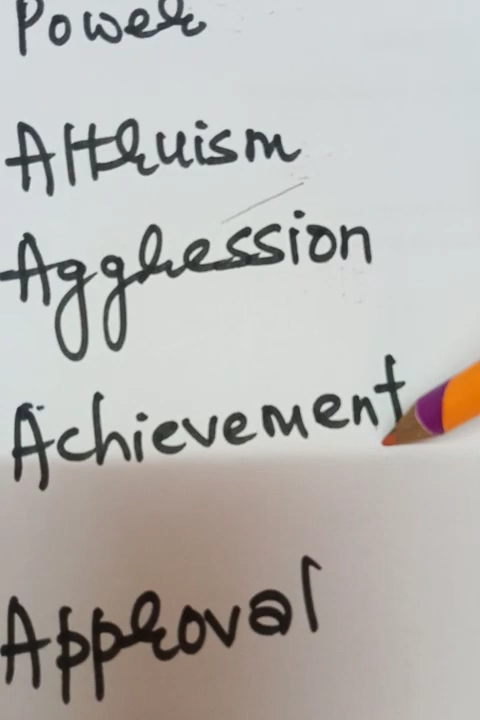 Power
Altruism
Aggression
Achievement
Approval